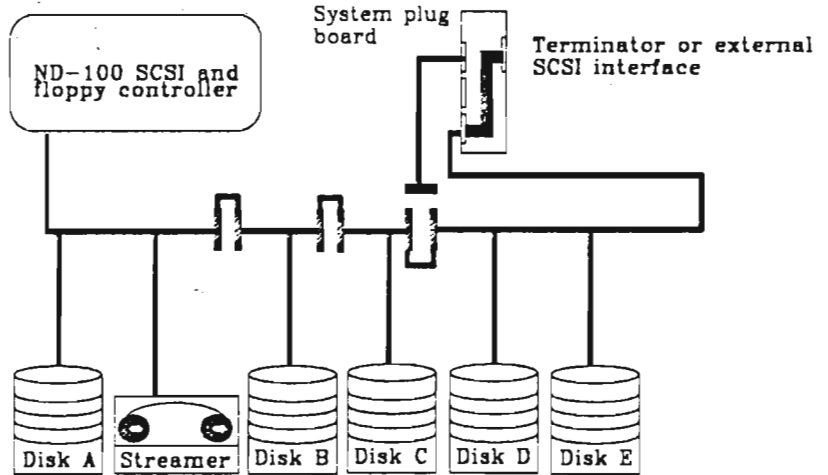 System plug
board
ND-100 SCSI and
floppy controller
Terminator or external
SCSI interface
Disk A
Streamer
Disk B
Disk C
Disk D
Disk E